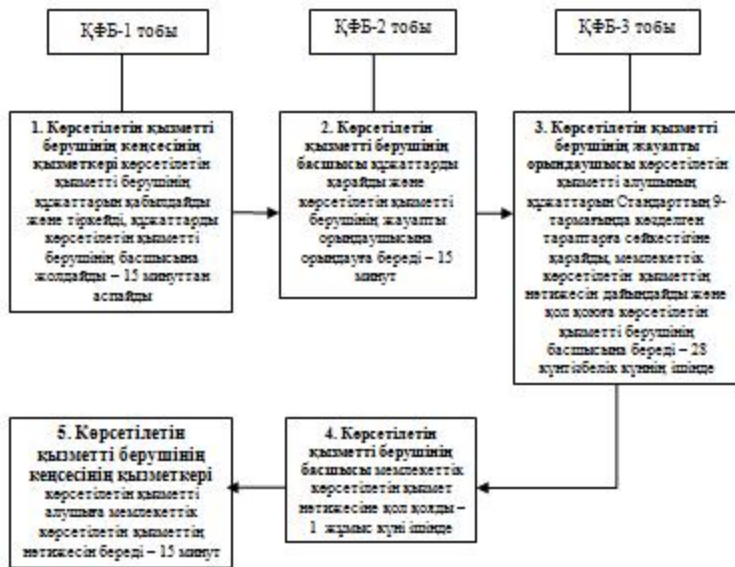 ҚФБ-1 тобы
ҚФБ-2 тобы
ҚФБ-3 тобы
1. Көрсетілетін қызметті
берушінің кеңсесінің
қызметкері көрсетілетін
қызметті берушінің
құжаттарын қабылдайды
және тіркейді, құжаттарды
көрсетілетін қызметті
берушінің басшысына
жолдайды – 15 минуттан
аспайды
2. Көрсетілетін
қызметті берушінің
басшысы құжаттарды
қарайды және
көрсетілетін қызметті
берушінің жауапты
орындаушысына
орындауға береді – 15
минут
3. Көрсетілетін қызметті
берушінің жауапты
орындаушысы көрсетілетін
қызметті алушының
құжаттарын Стандарттың 9-
тармағында көзделген
тараптарға сәйкестігіне
қарайды, мемлекеттік
көрсетілетін қызметтің
нәтижесін дайындайды және
қол қоюға көрсетілетін
қызметті берушінің
басшысына береді – 28
күнтізбелік күннің ішінде
4. Көрсетілетін
қызметті берушінің
басшысы мемлекеттік
көрсетілетін қызмет
нәтижесіне қол қояды –
1 жұмыс күні ішінде
5. Көрсетілетін
қызметті берушінің
кеңсесінің қызметкері
көрсетілетін қызметті
алушыға мемлекеттік
көрсетілетін қызметтің
нәтижесін береді – 15 минут